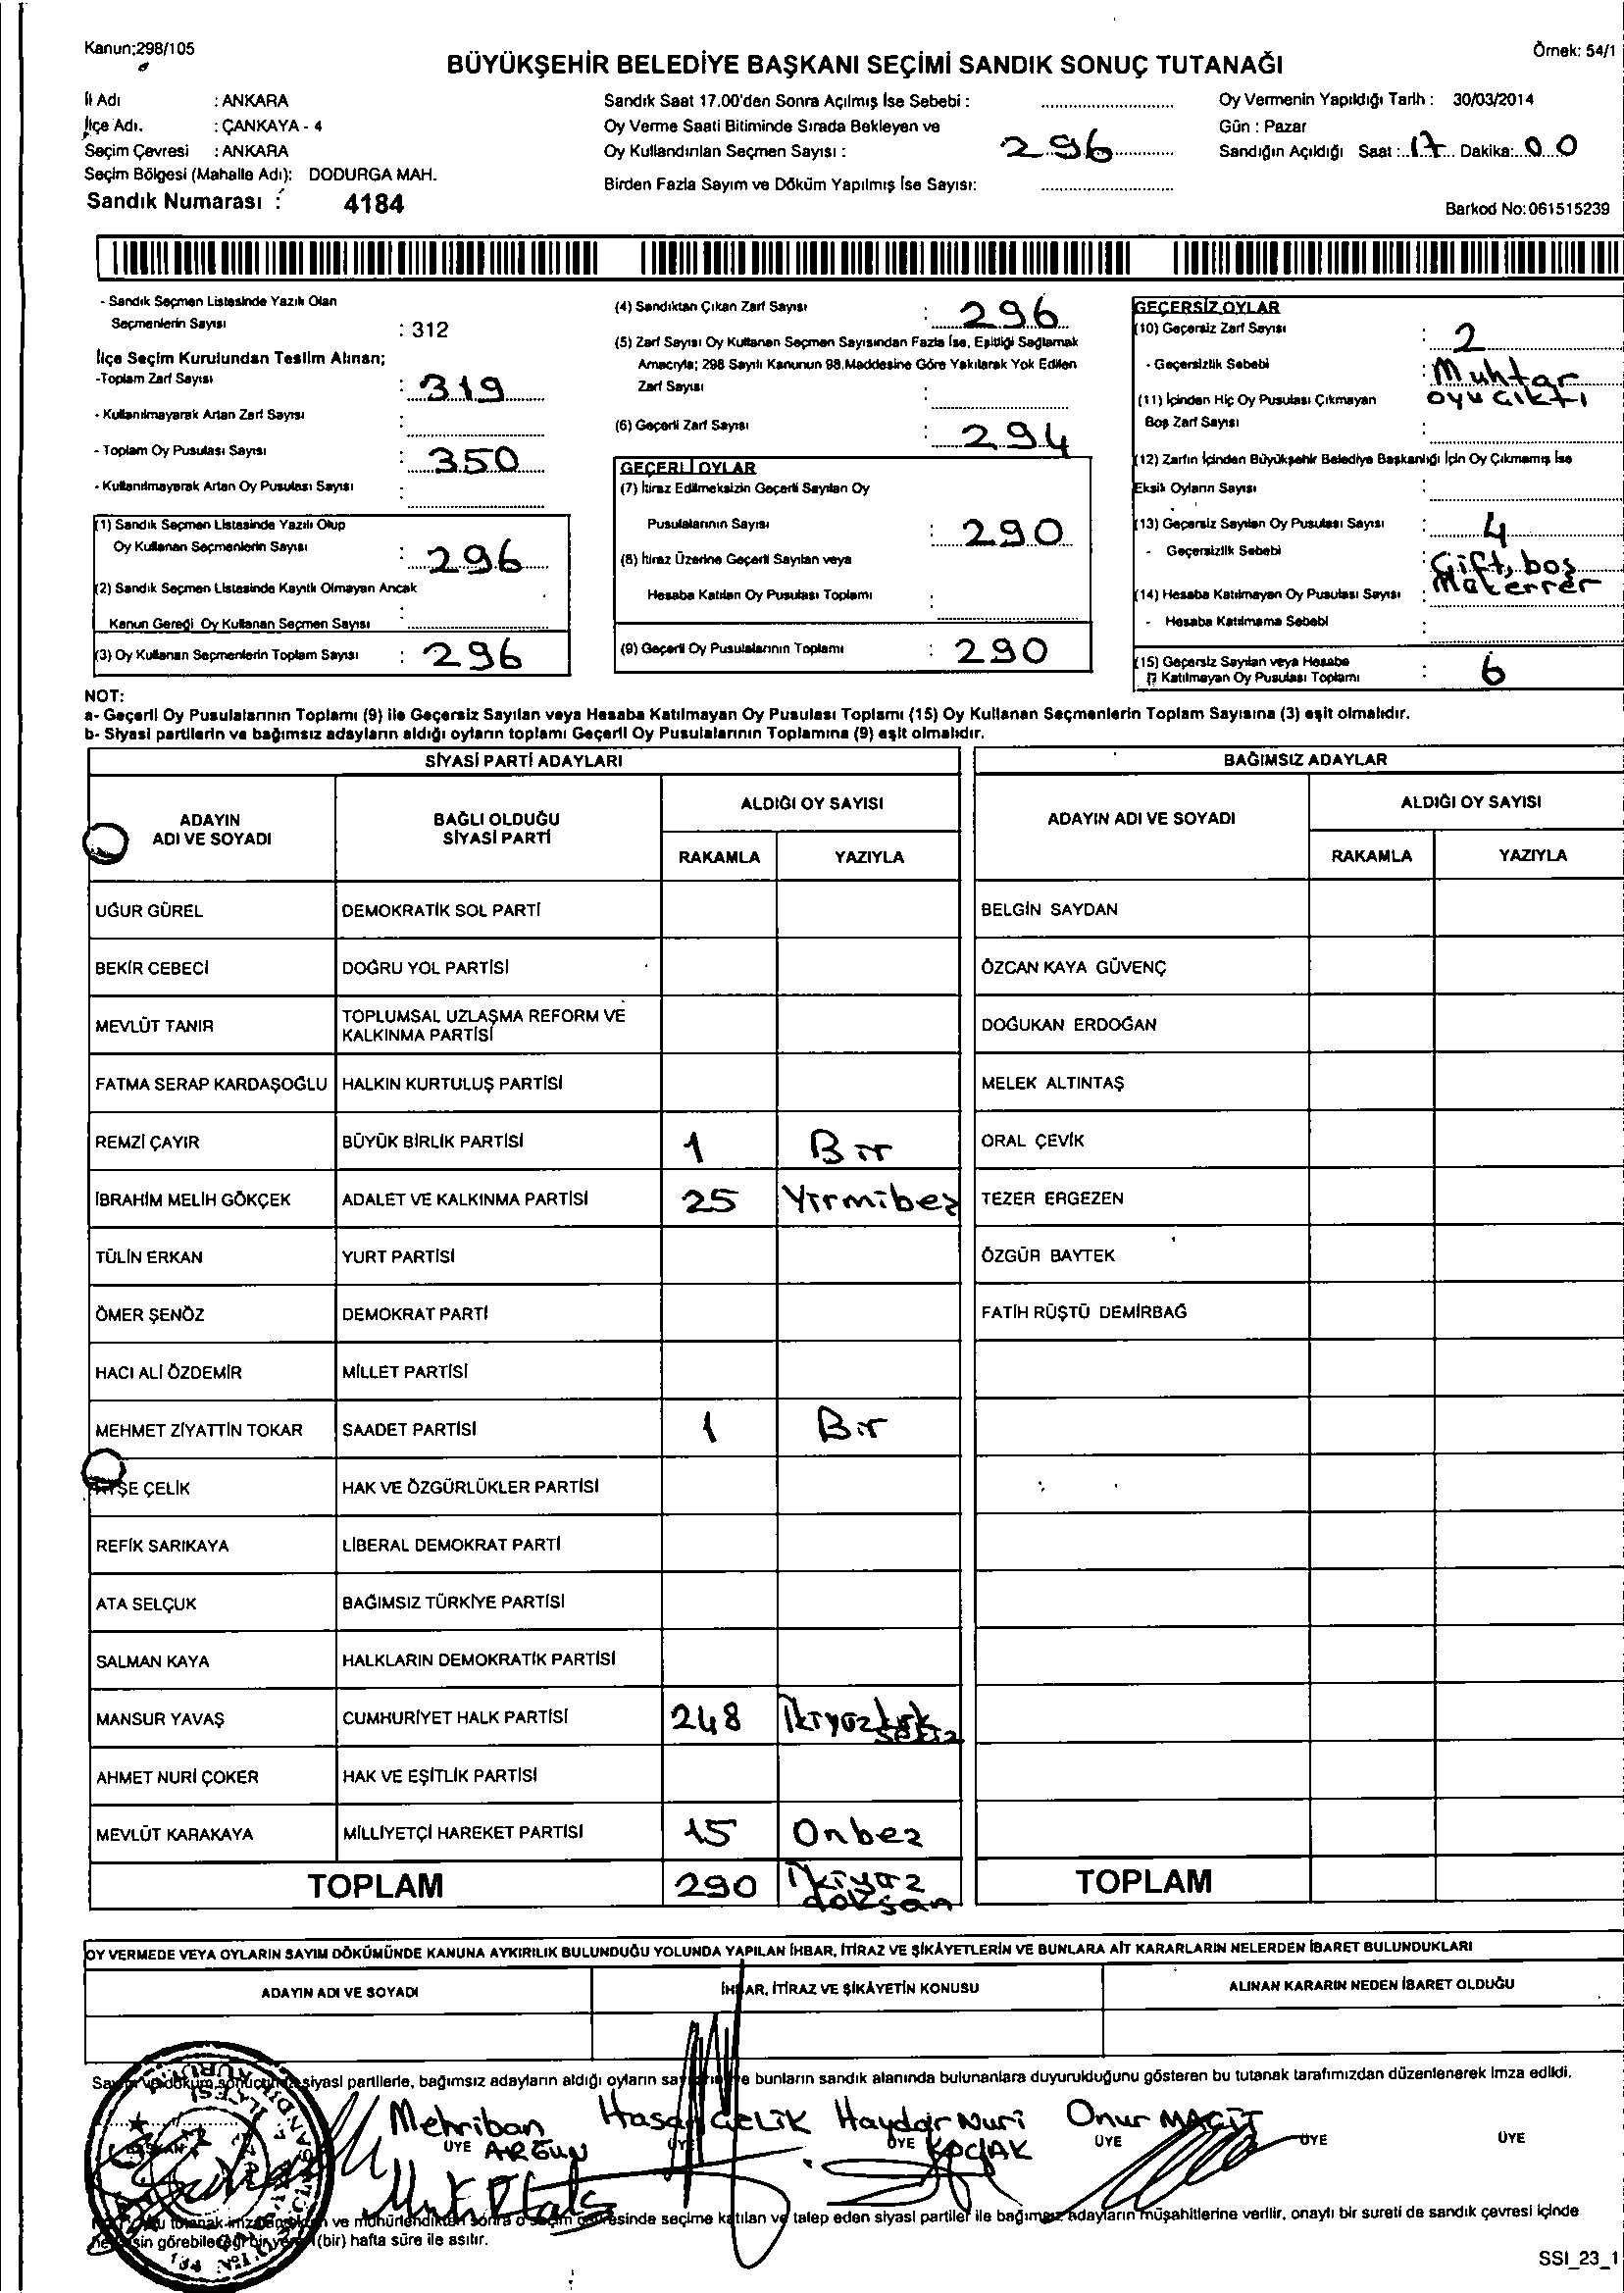 Kanun;298/105
Örnek: 54/1
BÜYÜKŞEHİR BELEDİYE BAŞKANI SEÇİMİ SANDIK SONUÇ TUTANAĞI
İl Adı : ANKARA
İlçe Adı. : ÇANKAYA - 4
Seçim Çevresi : ANKARA
Seçim Bölgesi (Mahalle Adı): DODURGA MAH.
Sandık Numarası : 4184
Sandık Saat 17.00'den Sonra Açılmış İse Sebebi :
Oy Verme Saati Bitiminde Sırada Bekleyen ve
Oy Kullandırılan Seçmen Sayısı : 296
Birden Fazla Sayım ve Döküm Yapılmış İse Sayısı:
Oy Vermenin Yapıldığı Tarih : 30/03/2014
Gün : Pazar
Sandığın Açıldığı Saat : 17 Dakika: 00
Barkod No:061515239
- Sandık Seçmen Listesinde Yazılı Olan
Seçmenlerin Sayısı : 312
İlçe Seçim Kurulundan Teslim Alınan;
-Toplam Zarf Sayısı : 319
- Kullanılmayarak Artan Zarf Sayısı :
- Toplam Oy Pusulası Sayısı : 350
- Kullanılmayarak Artan Oy Pusulası Sayısı :
(1) Sandık Seçmen Listesinde Yazılı Olup
Oy Kullanan Seçmenlerin Sayısı : 296
(2) Sandık Seçmen Listesinde Kayıtlı Olmayan Ancak
Kanun Gereği Oy Kullanan Seçmen Sayısı :
(3) Oy Kullanan Seçmenlerin Toplam Sayısı : 296
(4) Sandıktan Çıkan Zarf Sayısı : 296
(5) Zarf Sayısı Oy Kullanan Seçmen Sayısından Fazla İse, Eşitliği Sağlamak
Amacıyla; 298 Sayılı Kanunun 98.Maddesine Göre Yakılarak Yok Edilen
Zarf Sayısı :
(6) Geçerli Zarf Sayısı : 294
GEÇERLİ OYLAR
(7) İtiraz Edilmeksizin Geçerli Sayılan Oy
Pusulalarının Sayısı : 290
(8) İtiraz Üzerine Geçerli Sayılan veya
Hesaba Katılan Oy Pusulası Toplamı :
(9) Geçerli Oy Pusulalarının Toplamı : 290
GEÇERSİZ OYLAR
(10) Geçersiz Zarf Sayısı : 2
- Geçersizlik Sebebi : Muhtar
oyu çıktı
(11) İçinden Hiç Oy Pusulası Çıkmayan
Boş Zarf Sayısı :
(12) Zarfın İçinden Büyükşehir Belediye Başkanlığı İçin Oy Çıkmamış İse
Eksik Oyların Sayısı :
(13) Geçersiz Sayılan Oy Pusulası Sayısı : 4
- Geçersizlik Sebebi : Çift, boş
(14) Hesaba Katılmayan Oy Pusulası Sayısı :
- Hesaba Katılmama Sebebi :
(15) Geçersiz Sayılan veya Hesaba
Katılmayan Oy Pusulası Toplamı : 6
NOT:
a- Geçerli Oy Pusulalarının Toplamı (9) ile Geçersiz Sayılan veya Hesaba Katılmayan Oy Pusulası Toplamı (15) Oy Kullanan Seçmenlerin Toplam Sayısına (3) eşit olmalıdır.
b- Siyasi partilerin ve bağımsız adayların aldığı oyların toplamı Geçerli Oy Pusulalarının Toplamına (9) eşit olmalıdır.
SİYASİ PARTİ ADAYLARI
ADAYIN ADI VE SOYADI
BAĞLI OLDUĞU SİYASİ PARTİ
ALDIĞI OY SAYISI
RAKAMLA YAZIYLA
UĞUR GÜREL DEMOKRATİK SOL PARTİ
BEKİR CEBECİ DOĞRU YOL PARTİSİ
MEVLÜT TANIR TOPLUMSAL UZLAŞMA REFORM VE
KALKINMA PARTİSİ
FATMA SERAP KARDAŞOĞLU HALKIN KURTULUŞ PARTİSİ
REMZİ ÇAYIR BÜYÜK BİRLİK PARTİSİ 1 Bir
İBRAHİM MELİH GÖKÇEK ADALET VE KALKINMA PARTİSİ 25 Yirmibeş
TÜLİN ERKAN YURT PARTİSİ
ÖMER ŞENÖZ DEMOKRAT PARTİ
HACI ALİ ÖZDEMİR MİLLET PARTİSİ
MEHMET ZİYATTİN TOKAR SAADET PARTİSİ 1 Bir
ÇELİK HAK VE ÖZGÜRLÜKLER PARTİSİ
REFİK SARIKAYA LİBERAL DEMOKRAT PARTİ
ATA SELÇUK BAĞIMSIZ TÜRKİYE PARTİSİ
SALMAN KAYA HALKLARIN DEMOKRATİK PARTİSİ
MANSUR YAVAŞ CUMHURİYET HALK PARTİSİ 248 İkiyüzkırk
sekiz
AHMET NURİ ÇOKER HAK VE EŞİTLİK PARTİSİ
MEVLÜT KARAKAYA MİLLİYETÇİ HAREKET PARTİSİ 15 Onbeş
TOPLAM 290 İkiyüz
doksan
BAĞIMSIZ ADAYLAR
ADAYIN ADI VE SOYADI
ALDIĞI OY SAYISI
RAKAMLA YAZIYLA
BELGİN SAYDAN
ÖZCAN KAYA GÜVENÇ
DOĞUKAN ERDOĞAN
MELEK ALTINTAŞ
ORAL ÇEVİK
TEZER ERGEZEN
ÖZGÜR BAYTEK
FATİH RÜŞTÜ DEMİRBAĞ
TOPLAM
OY VERMEDE VEYA OYLARIN SAYIM DÖKÜMÜNDE KANUNA AYKIRILIK BULUNDUĞU YOLUNDA YAPILAN İHBAR, İTİRAZ VE ŞİKÂYETLERİN VE BUNLARA AİT KARARLARIN NELERDEN İBARET BULUNDUKLARI
ADAYIN ADI VE SOYADI İHBAR, İTİRAZ VE ŞİKÂYETİN KONUSU ALINAN KARARIN NEDEN İBARET OLDUĞU
Sayım ve döküm sonucunda siyasi partilerle, bağımsız adayların aldığı oyların ve bunların sandık alanında bulunanlara duyurulduğunu gösteren bu tutanak tarafımızdan düzenlenerek imza edildi.
Mehriban Hasan ÇELİK Haydar Nuri Onur MAGİT
BAŞKAN ÜYE ARGUN ÜYE ÜYE KOÇAK ÜYE ÜYE ÜYE
ve mühürlendikten sonra o seçim çevresinde seçime katılan ve talep eden siyasi partiler ile bağımsız adayların müşahitlerine verilir, onaylı bir sureti de sandık çevresi içinde
görebileceği bir yere (bir) hafta süre ile asılır.
SSI_23_1